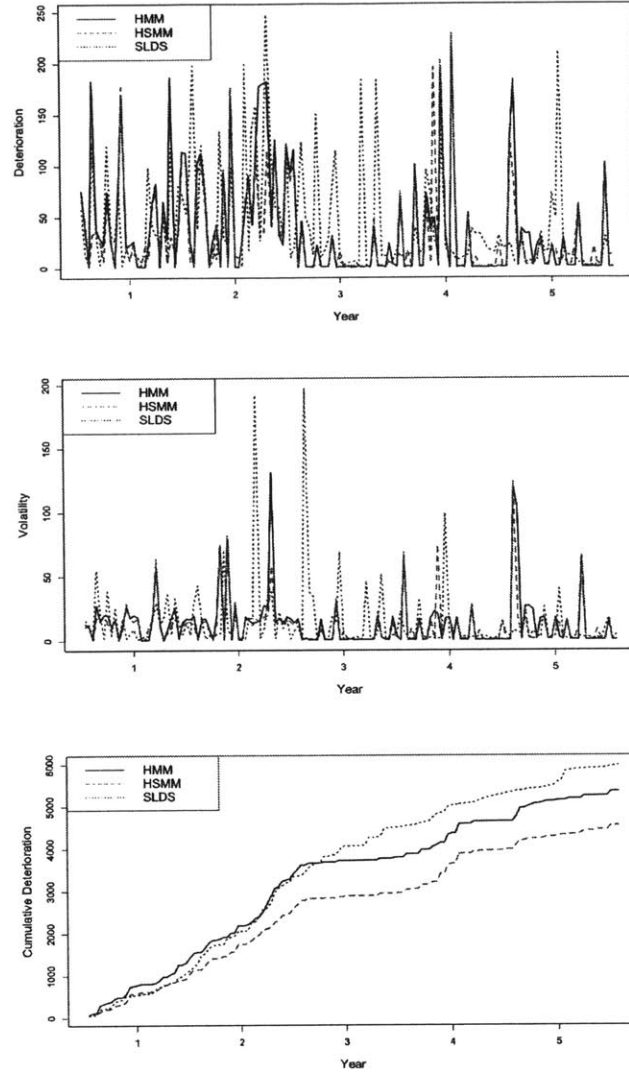 HMM
HSMM
SLDS
Deterioration
250
200
150
100
50
0
1 2 3 4 5
Year
HMM
HSMM
SLDS
Volatility
200
150
100
50
0
1 2 3 4 5
Year
HMM
HSMM
SLDS
Cumulative Deterioration
6000
5000
4000
3000
2000
1000
0
1 2 3 4 5
Year